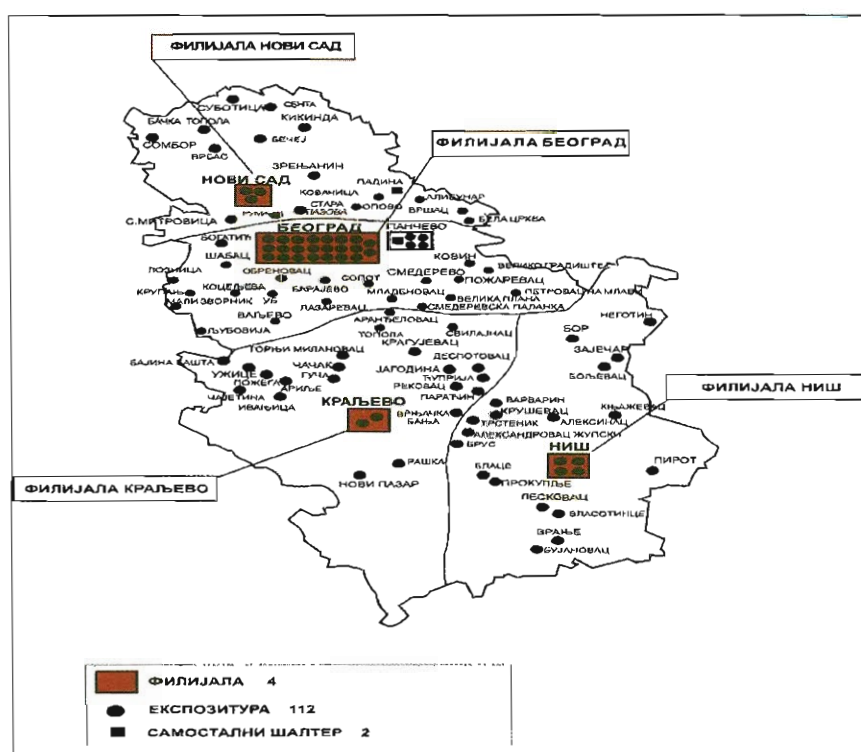 ФИЛИЈАЛА НОВИ САД
СУБОТИЦА
СЕНТА
БАЧКА ТОПОЛА
КИКИНДА
СОМБОР
БЕЧЕЈ
ВРБАС
ФИЛИЈАЛА БЕОГРАД
ЗРЕЊАНИН
НОВИ САД
ПАДИНА
КОВАЧИЦА
АЛИБУНАР
СТАРА
ПАЗОВА
ОПОВО
ВРШАЦ
С.МИТРОВИЦА
РУМА
БЕЛА ЦРКВА
БЕОГРАД
ПАНЧЕВО
БОГАТИЋ
ШАБАЦ
КОВИН
ВЕЛИКО ГРАДИШТЕ
ЛОЗНИЦА
ОБРЕНОВАЦ
СОПОТ
СМЕДЕРЕВО
ПОЖАРЕВАЦ
КРУПАЊ
КОЦЕЉЕВА
УБ
БАРАЈЕВО
МЛАДЕНОВАЦ
ПЕТРОВАЦ НА МЛАВИ
МАЛИ ЗВОРНИК
ЛАЗАРЕВАЦ
ВЕЛИКА ПЛАНА
СМЕДЕРЕВСКА ПАЛАНКА
ВАЉЕВО
АРАНЂЕЛОВАЦ
НЕГОТИН
ЉУБОВИЈА
ТОПОЛА
СВИЛАЈНАЦ
БОР
ГОРЊИ МИЛАНОВАЦ
КРАГУЈЕВАЦ
ЗАЈЕЧАР
БАЈИНА БАШТА
ЧАЧАК
ДЕСПОТОВАЦ
УЖИЦЕ
ГУЧА
ЈАГОДИНА
ЋУПРИЈА
БОЉЕВАЦ
ПОЖЕГА
АРИЉЕ
РЕКОВАЦ
ФИЛИЈАЛА НИШ
ЧАЈЕТИНА
ИВАЊИЦА
ПАРАЋИН
КРАЉЕВО
ВАРВАРИН
ВРЊАЧКА
БАЊА
КРУШЕВАЦ
КЊАЖЕВАЦ
ТРСТЕНИК
АЛЕКСИНАЦ
АЛЕКСАНДРОВАЦ ЖУПСКИ
БРУС
НИШ
РАШКА
БЛАЦЕ
ПИРОТ
ФИЛИЈАЛА КРАЉЕВО
НОВИ ПАЗАР
ПРОКУПЉЕ
ЛЕСКОВАЦ
ВЛАСОТИНЦЕ
ВРАЊЕ
БУЈАНОВАЦ
ФИЛИЈАЛА 4
ЕКСПОЗИТУРА 112
САМОСТАЛНИ ШАЛТЕР 2